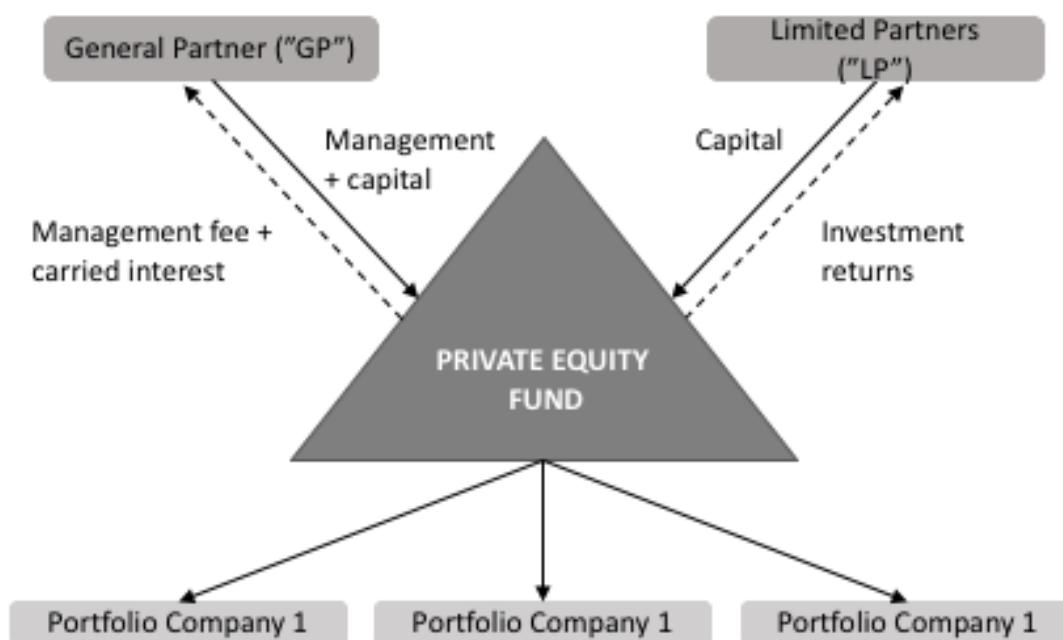 General Partner (”GP”)
Limited Partners
(”LP”)
Management
+ capital
Capital
Management fee +
carried interest
Investment
returns
PRIVATE EQUITY
FUND
Portfolio Company 1
Portfolio Company 1
Portfolio Company 1